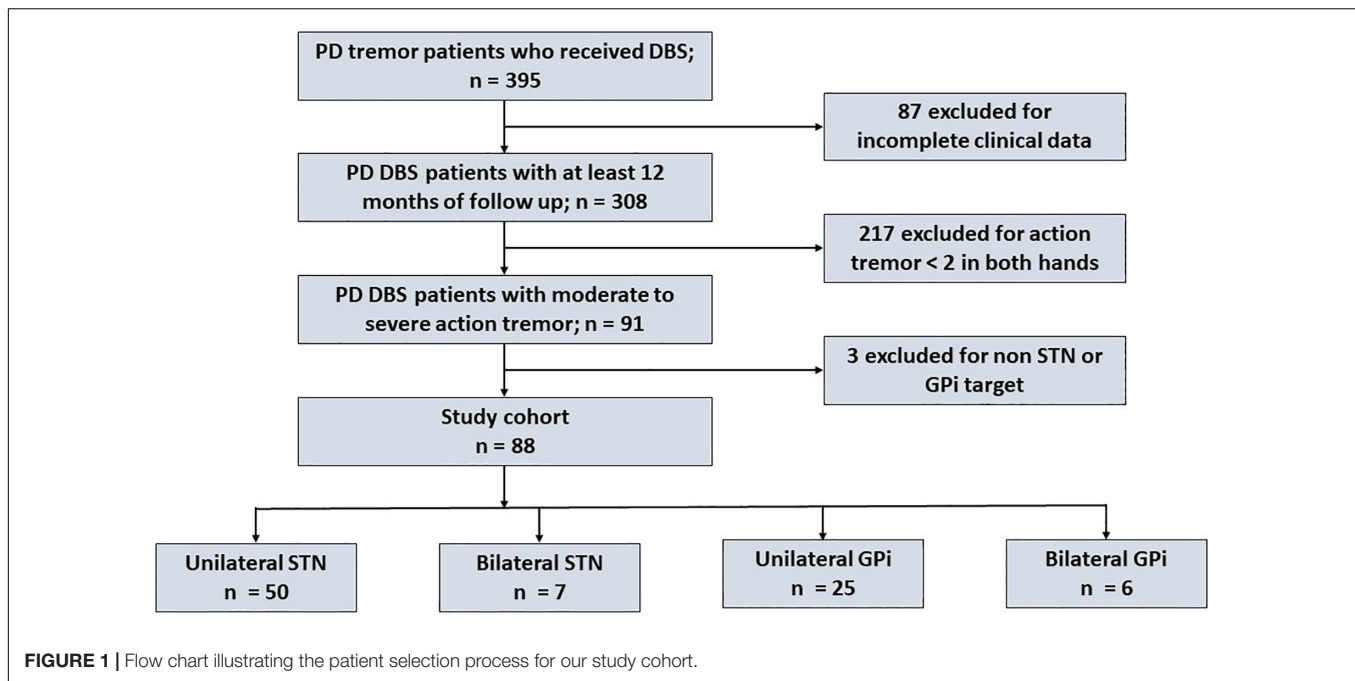 PD tremor patients who received DBS;
n = 395
87 excluded for
incomplete clinical data
PD DBS patients with at least 12
months of follow up; n = 308
217 excluded for action
tremor < 2 in both hands
PD DBS patients with moderate to
severe action tremor; n = 91
3 excluded for non STN or
GPi target
Study cohort
n = 88
Unilateral STN
n = 50
Bilateral STN
n = 7
Unilateral GPi
n = 25
Bilateral GPi
n = 6
FIGURE 1 | Flow chart illustrating the patient selection process for our study cohort.